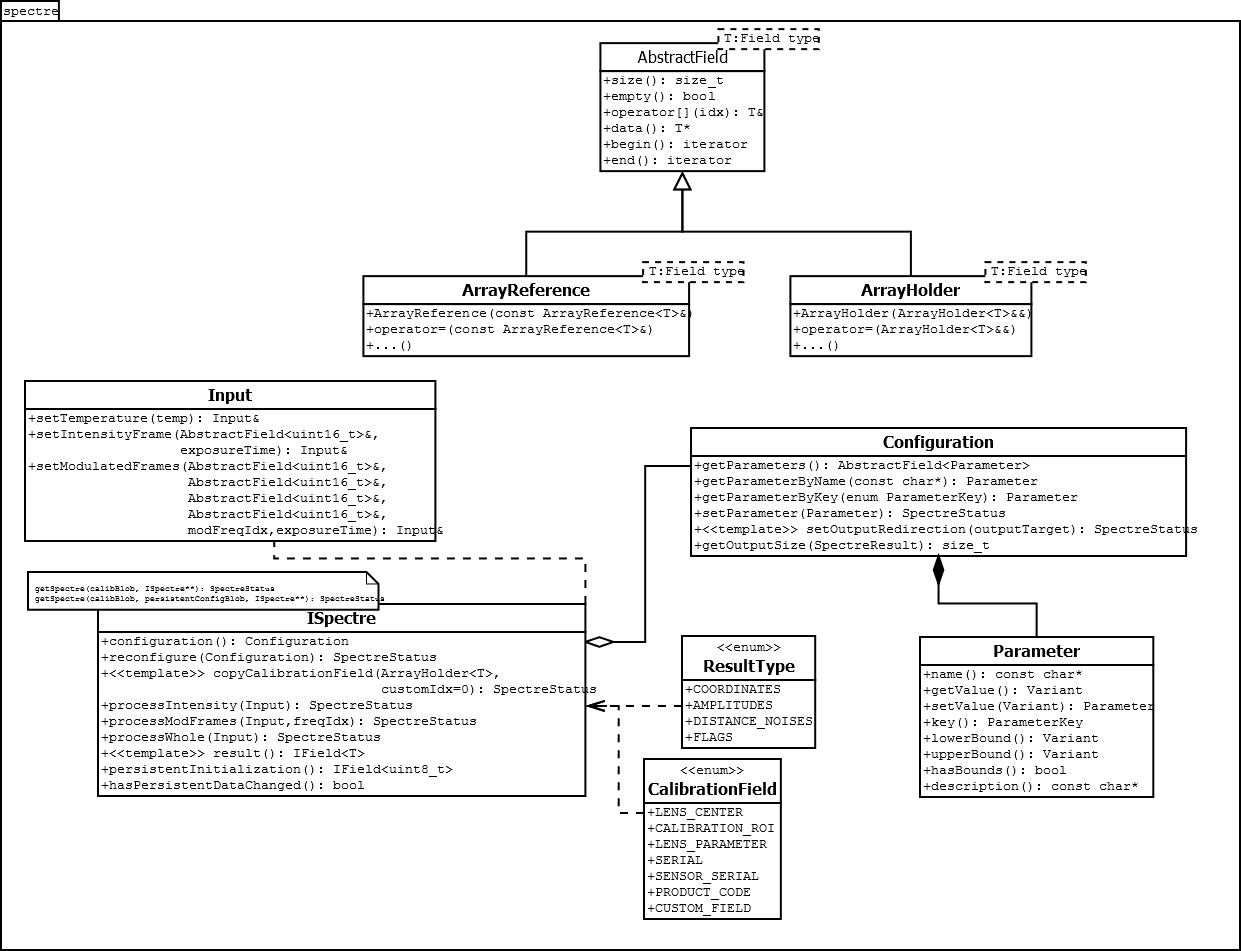 spectre
T:Field type
AbstractField
+size(): size_t
+empty(): bool
+operator[](idx): T&
+data(): T*
+begin(): iterator
+end(): iterator
T:Field type
ArrayReference
+ArrayReference(const ArrayReference<T>&)
+operator=(const ArrayReference<T>&)
+...()
T:Field type
ArrayHolder
+ArrayHolder(ArrayHolder<T>&&)
+operator=(ArrayHolder<T>&&)
+...()
Input
+setTemperature(temp): Input&
+setIntensityFrame(AbstractField<uint16_t>&,
exposureTime): Input&
+setModulatedFrames(AbstractField<uint16_t>&,
AbstractField<uint16_t>&,
AbstractField<uint16_t>&,
AbstractField<uint16_t>&,
modFreqIdx,exposureTime): Input&
Configuration
+getParameters(): AbstractField<Parameter>
+getParameterByName(const char*): Parameter
+getParameterByKey(enum ParameterKey): Parameter
+setParameter(Parameter): SpectreStatus
+<<template>> setOutputRedirection(outputTarget): SpectreStatus
+getOutputSize(SpectreResult): size_t
getSpectre(calibBlob, ISpectre**): SpectreStatus
getSpectre(calibBlob, persistentConfigBlob, ISpectre**): SpectreStatus
ISpectre
+configuration(): Configuration
+reconfigure(Configuration): SpectreStatus
+<<template>> copyCalibrationField(ArrayHolder<T>,
customIdx=0): SpectreStatus
+processIntensity(Input): SpectreStatus
+processModFrames(Input,freqIdx): SpectreStatus
+processWhole(Input): SpectreStatus
+<<template>> result(): IField<T>
+persistentInitialization(): IField<uint8_t>
+hasPersistentDataChanged(): bool
<<enum>>
ResultType
+COORDINATES
+AMPLITUDES
+DISTANCE_NOISES
+FLAGS
<<enum>>
CalibrationField
+LENS_CENTER
+CALIBRATION_ROI
+LENS_PARAMETER
+SERIAL
+SENSOR_SERIAL
+PRODUCT_CODE
+CUSTOM_FIELD
Parameter
+name(): const char*
+getValue(): Variant
+setValue(Variant): Parameter
+key(): ParameterKey
+lowerBound(): Variant
+upperBound(): Variant
+hasBounds(): bool
+description(): const char*